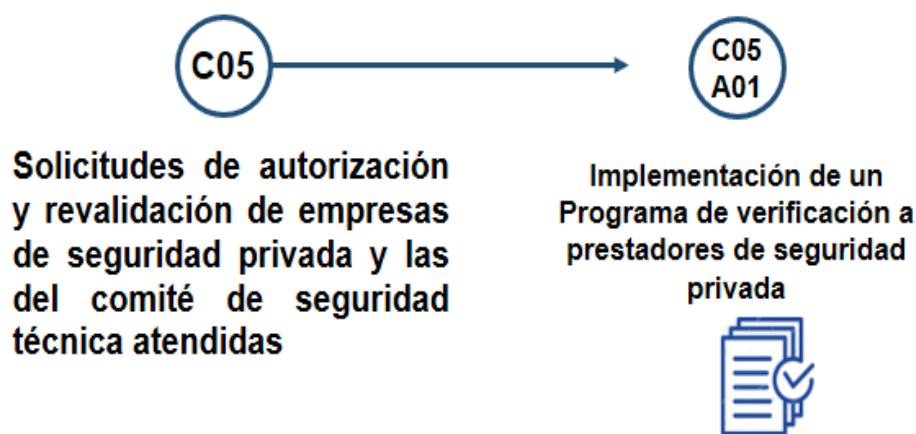 C05
C05
A01
Solicitudes de autorización
y revalidación de empresas
de seguridad privada y las
del comité de seguridad
técnica atendidas
Implementación de un
Programa de verificación a
prestadores de seguridad
privada